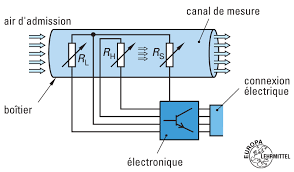 air d'admission
canal de mesure
R_L
R_H
R_S
boîtier
connexion
électrique
électronique
EUROPA
LEHRMITTEL